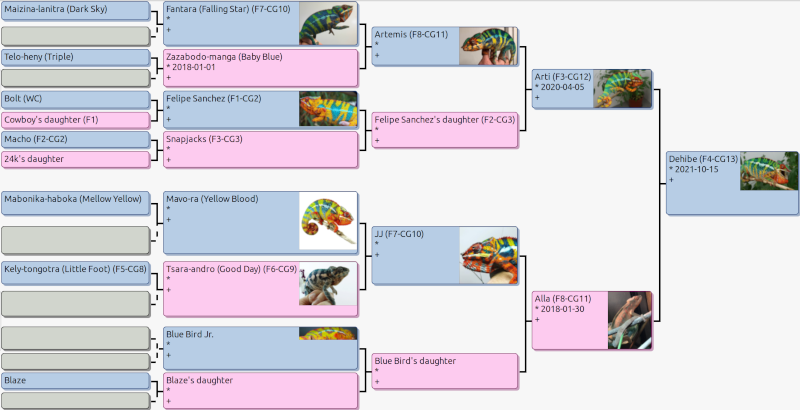 Maizina-lanitra (Dark Sky)
Telo-heny (Triple)
Bolt (WC)
Cowboy's daughter (F1)
Macho (F2-CG2)
24k's daughter
Mabonika-haboka (Mellow Yellow)
Kely-tongotra (Little Foot) (F5-CG8)
Blaze
Fantara (Falling Star) (F7-CG10)
*
+
Zazabodo-manga (Baby Blue)
* 2018-01-01
+
Felipe Sanchez (F1-CG2)
*
+
Snapjacks (F3-CG3)
*
+
Mavo-ra (Yellow Blood)
*
+
Tsara-andro (Good Day) (F6-CG9)
*
+
Blue Bird Jr.
*
+
Blaze's daughter
*
+
Artemis (F8-CG11)
*
+
Felipe Sanchez's daughter (F2-CG3)
*
+
JJ (F7-CG10)
*
+
Blue Bird's daughter
*
+
Arti (F3-CG12)
* 2020-04-05
+
Alla (F8-CG11)
* 2018-01-30
+
Dehibe (F4-CG13)
* 2021-10-15
+